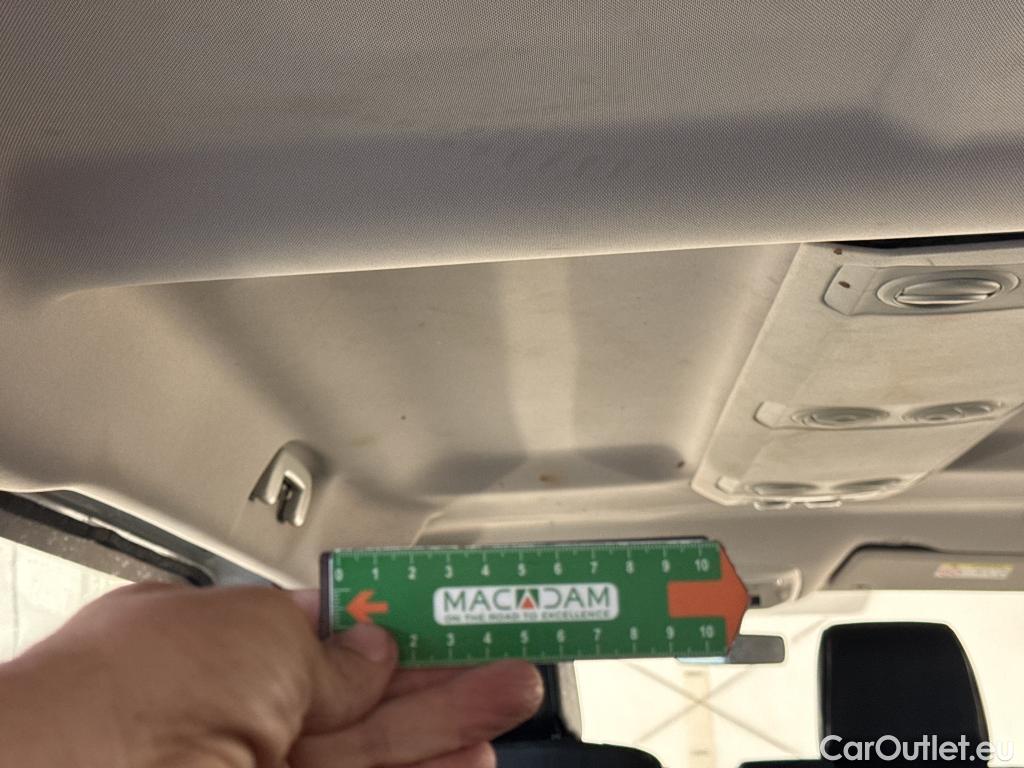 0 1 2 3 4 5 6 7 8 9 10
MACADAM
ON THE ROAD TO EXCELLENCE
2 3 4 5 6 7 8 9 10
CarOutlet.eu